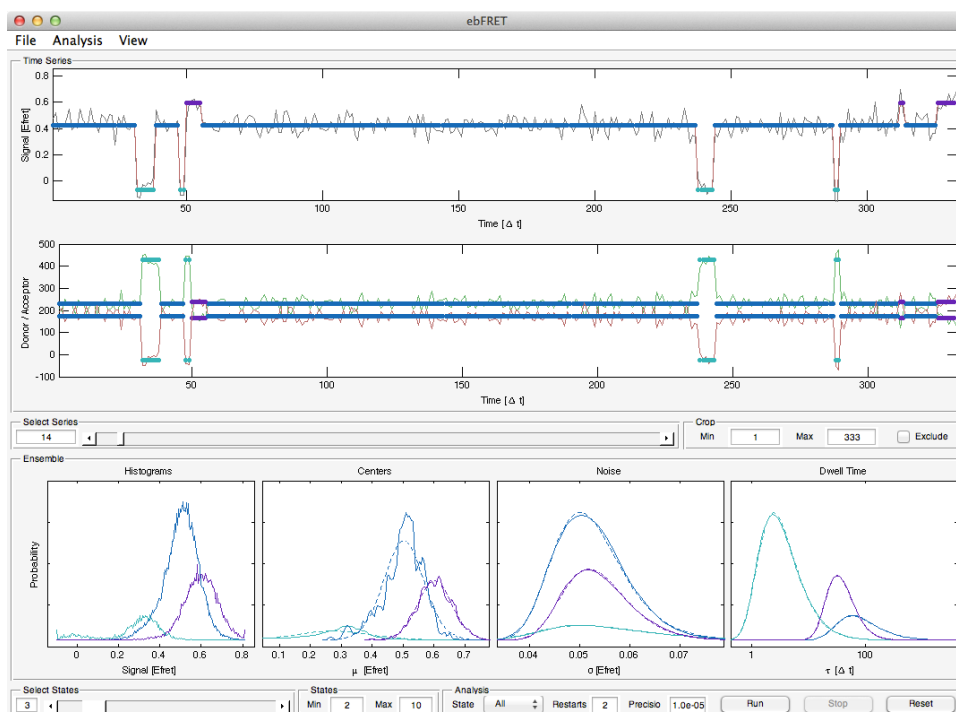 ebFRET
File Analysis View
Time Series
0.8
0.6
0.4
0.2
0
Signal [Efret]
50 100 150 200 250 300
Time [Δ t]
500
400
300
200
100
0
-100
Donor / Acceptor
50 100 150 200 250 300
Time [Δ t]
Select Series
14
Crop
Min 1 Max 333 Exclude
Ensemble
Histograms Centers Noise Dwell Time
Probability
0 0.2 0.4 0.6 0.8 0.1 0.2 0.3 0.4 0.5 0.6 0.7 0.04 0.05 0.06 0.07 1 100
Signal [Efret] μ [Efret] σ [Efret] τ [Δ t]
Select States States Analysis
3 Min 2 Max 10 State All Restarts 2 Precisio 1.0e-05 Run Stop Reset